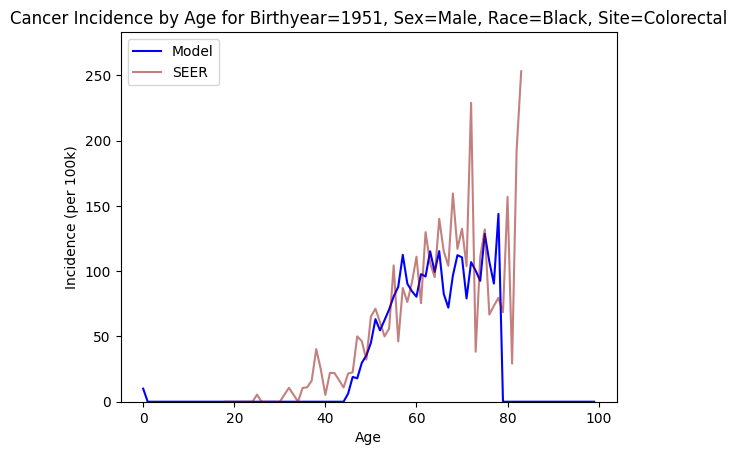 Cancer Incidence by Age for Birthyear=1951, Sex=Male, Race=Black, Site=Colorectal
Model
SEER
Incidence (per 100k)
250
200
150
100
50
0
0 20 40 60 80 100
Age